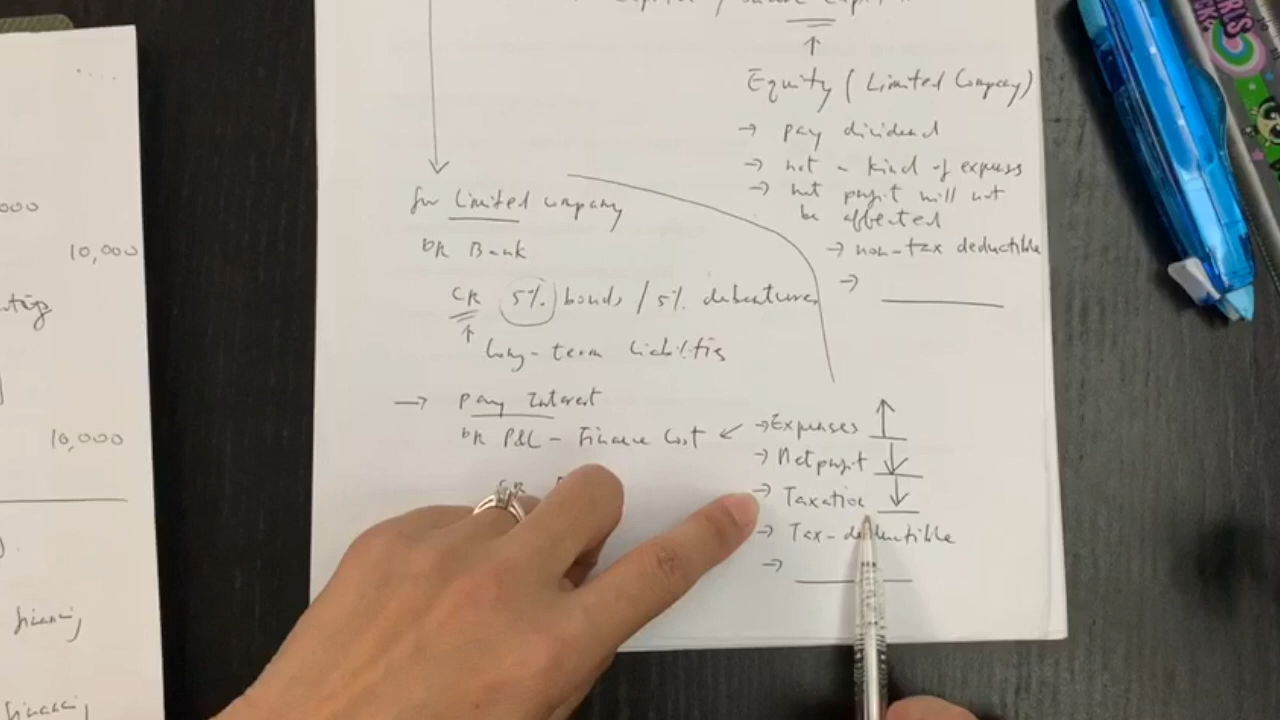 Equity (Limited Company)
→ pay dividend
→ not a kind of expenses
→ net profit will not
be affected
→ non-tax deductible
→
for Limited company
DR Bank
CR 5% bonds / 5% debentures
↑ Long-term liabilities
→ pay Interest
DR P&L - Finance Cost ↙
→ Expenses ↑
→ Net profit ↓
→ Taxation ↓
→ Tax-deductible
→
000
10,000
10,000